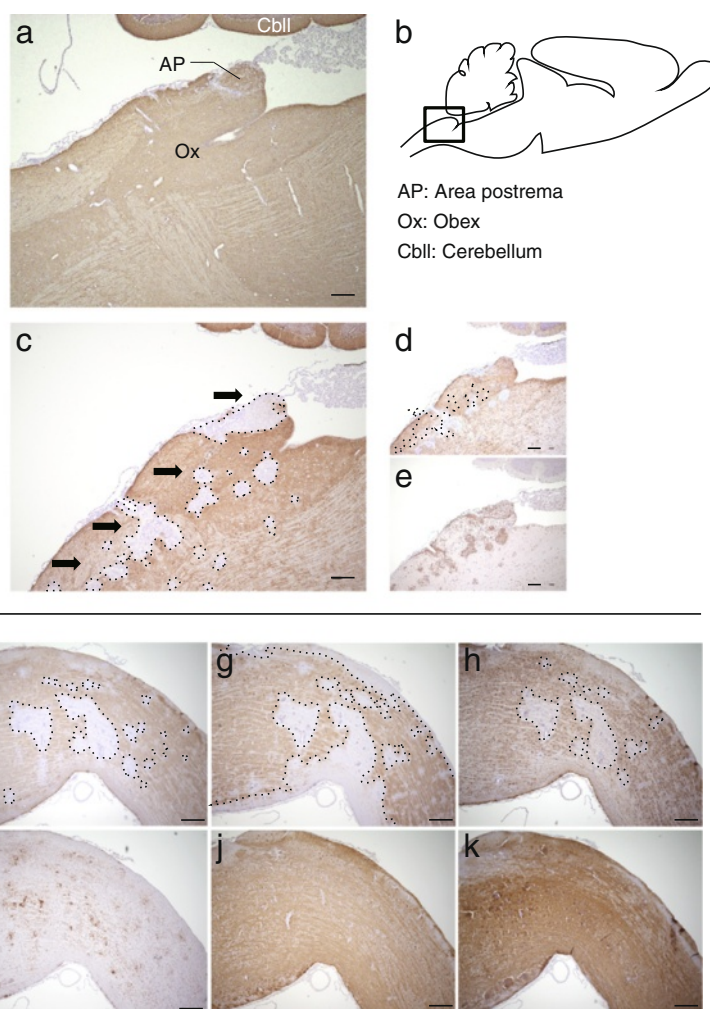 a
Cbll
AP
Ox
b
AP: Area postrema
Ox: Obex
Cbll: Cerebellum
c
d
e
g
h
j
k